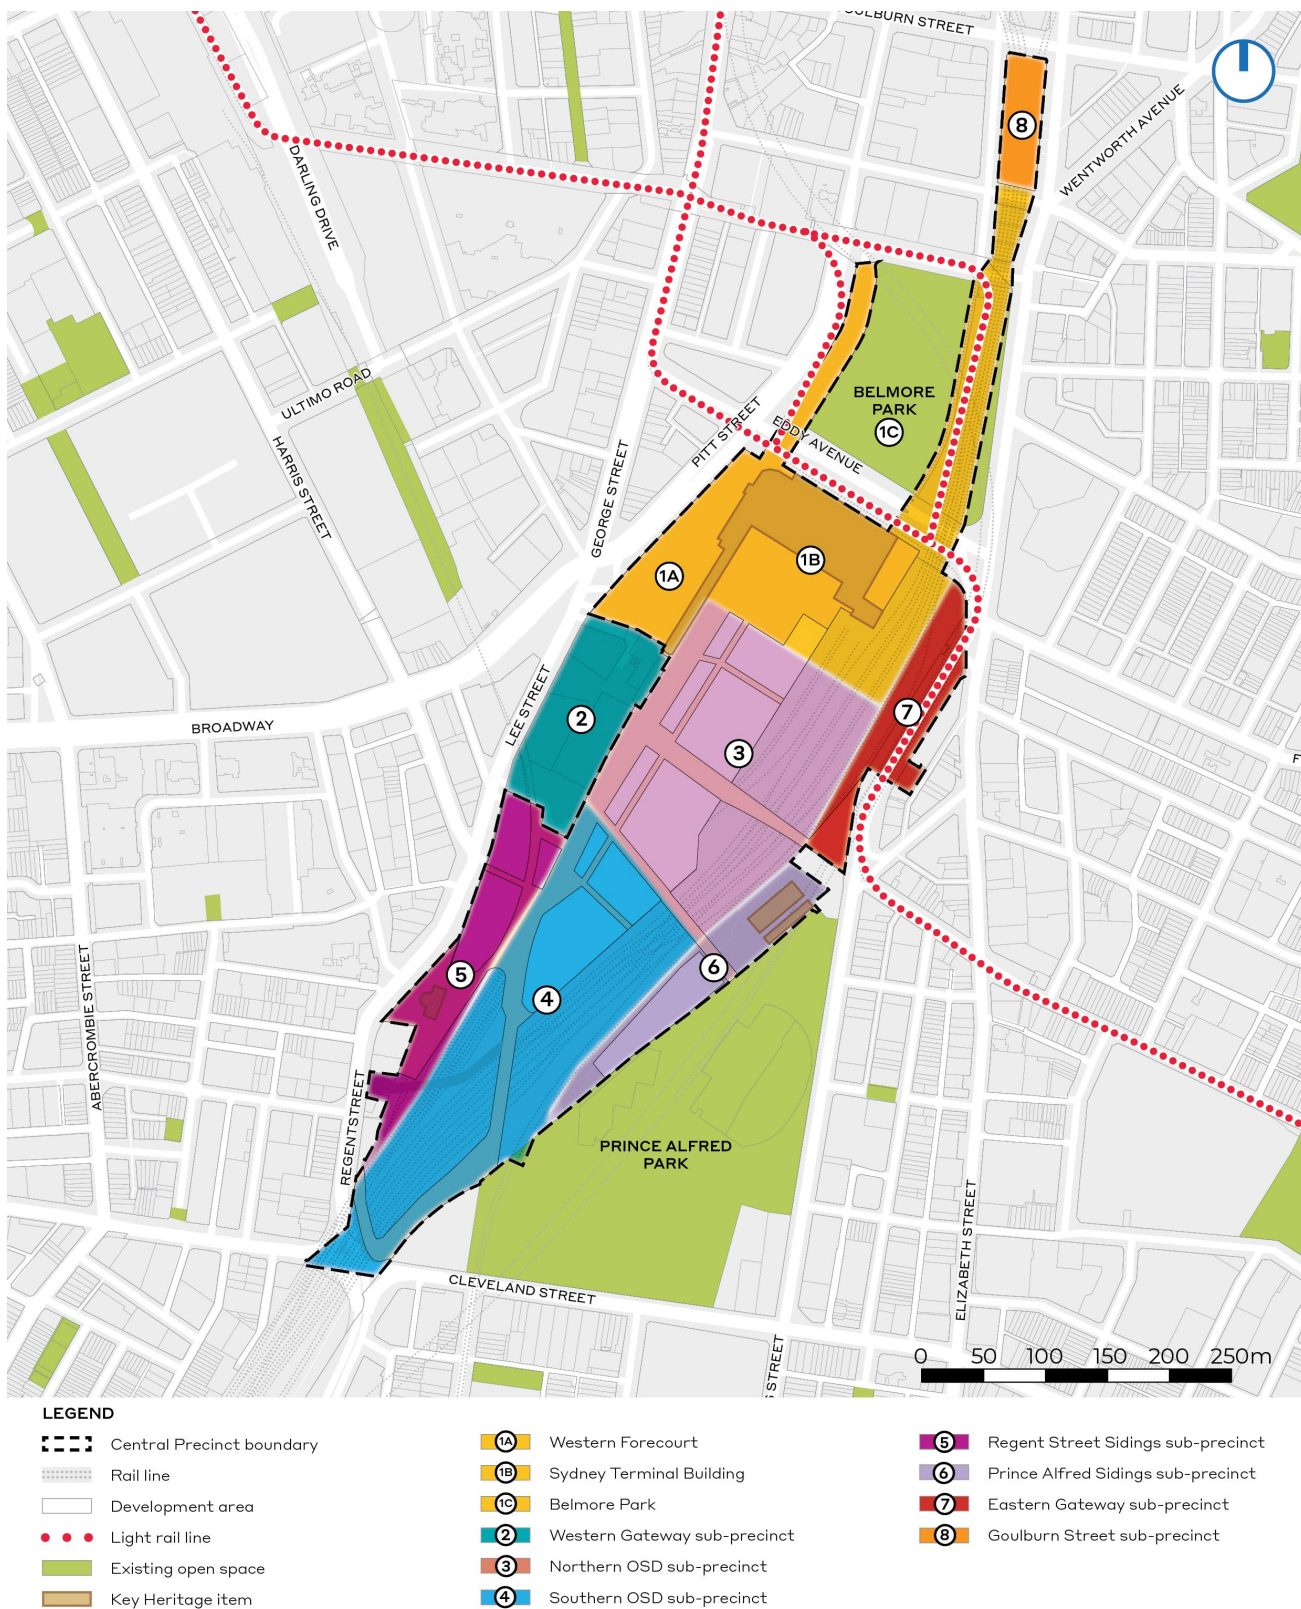 OULBURN STREET
8
WENTWORTH AVENUE
DARLING DRIVE
BELMORE
PARK
1C
ULTIMO ROAD
PITT STREET
EDDY AVENUE
HARRIS STREET
GEORGE STREET
1B
1A
LEE STREET
2
7
BROADWAY
3
F
5
6
4
ABERCROMBIE STREET
REGENTSTREET
PRINCE ALFRED
PARK
ELIZABETH STREET
CLEVELAND STREET
S STREET
0 50 100 150 200 250m
LEGEND
Central Precinct boundary
Rail line
Development area
Light rail line
Existing open space
Key Heritage item
1A Western Forecourt
1B Sydney Terminal Building
1C Belmore Park
2 Western Gateway sub-precinct
3 Northern OSD sub-precinct
4 Southern OSD sub-precinct
5 Regent Street Sidings sub-precinct
6 Prince Alfred Sidings sub-precinct
7 Eastern Gateway sub-precinct
8 Goulburn Street sub-precinct